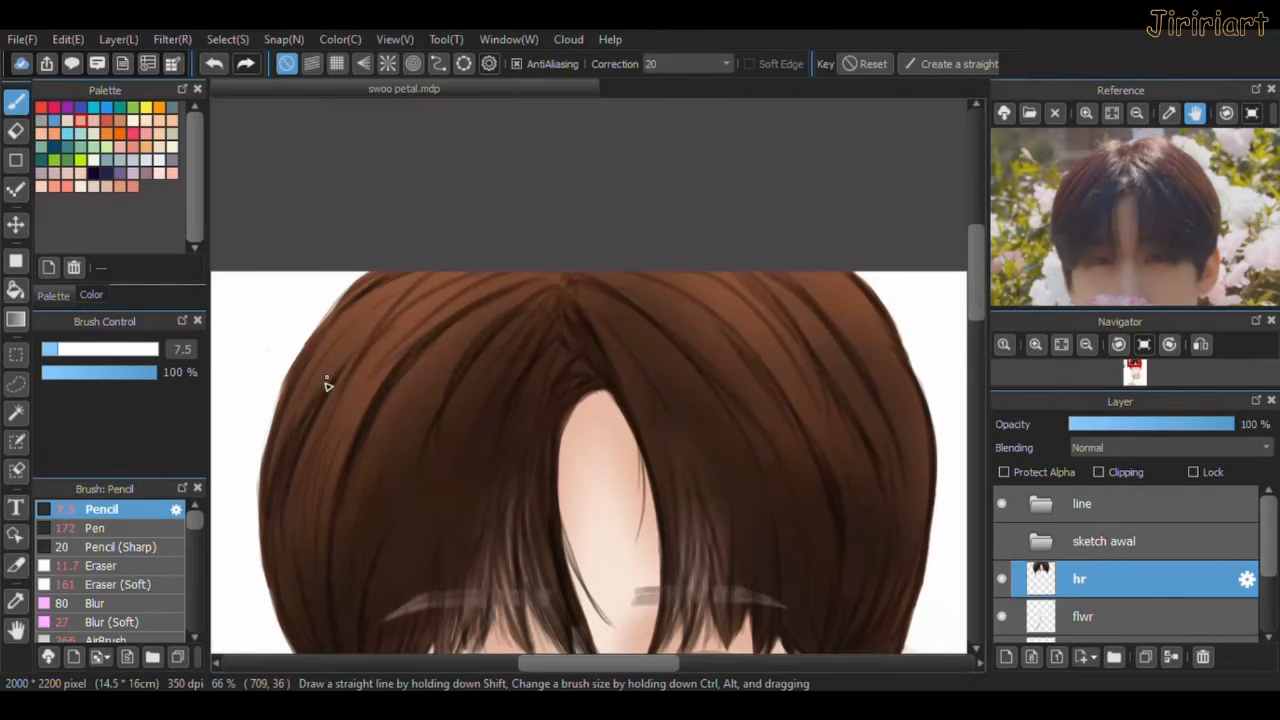 Jiririart
File(F) Edit(E) Layer(L) Filter(R) Select(S) Snap(N) Color(C) View(V) Tool(T) Window(W) Cloud Help
AntiAliasing Correction 20 Soft Edge Key Reset Create a straight
Palette
swoo petal.mdp
Reference
---
Palette Color
Brush Control
7.5
100 %
Navigator
Layer
Opacity 100 %
Blending Normal
Protect Alpha Clipping Lock
Brush: Pencil
7.5 Pencil
172 Pen
20 Pencil (Sharp)
11.7 Eraser
161 Eraser (Soft)
80 Blur
27 Blur (Soft)
266 AirBrush
line
sketch awal
hr
flwr
2000 * 2200 pixel (14.5 * 16cm) 350 dpi 66 % ( 709, 36 ) Draw a straight line by holding down Shift, Change a brush size by holding down Ctrl, Alt, and dragging